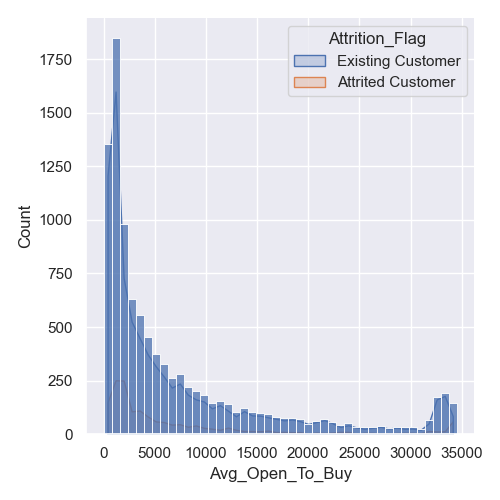 Attrition_Flag
Existing Customer
Attrited Customer
1750
1500
1250
1000
750
500
250
0
Count
0 5000 10000 15000 20000 25000 30000 35000
Avg_Open_To_Buy